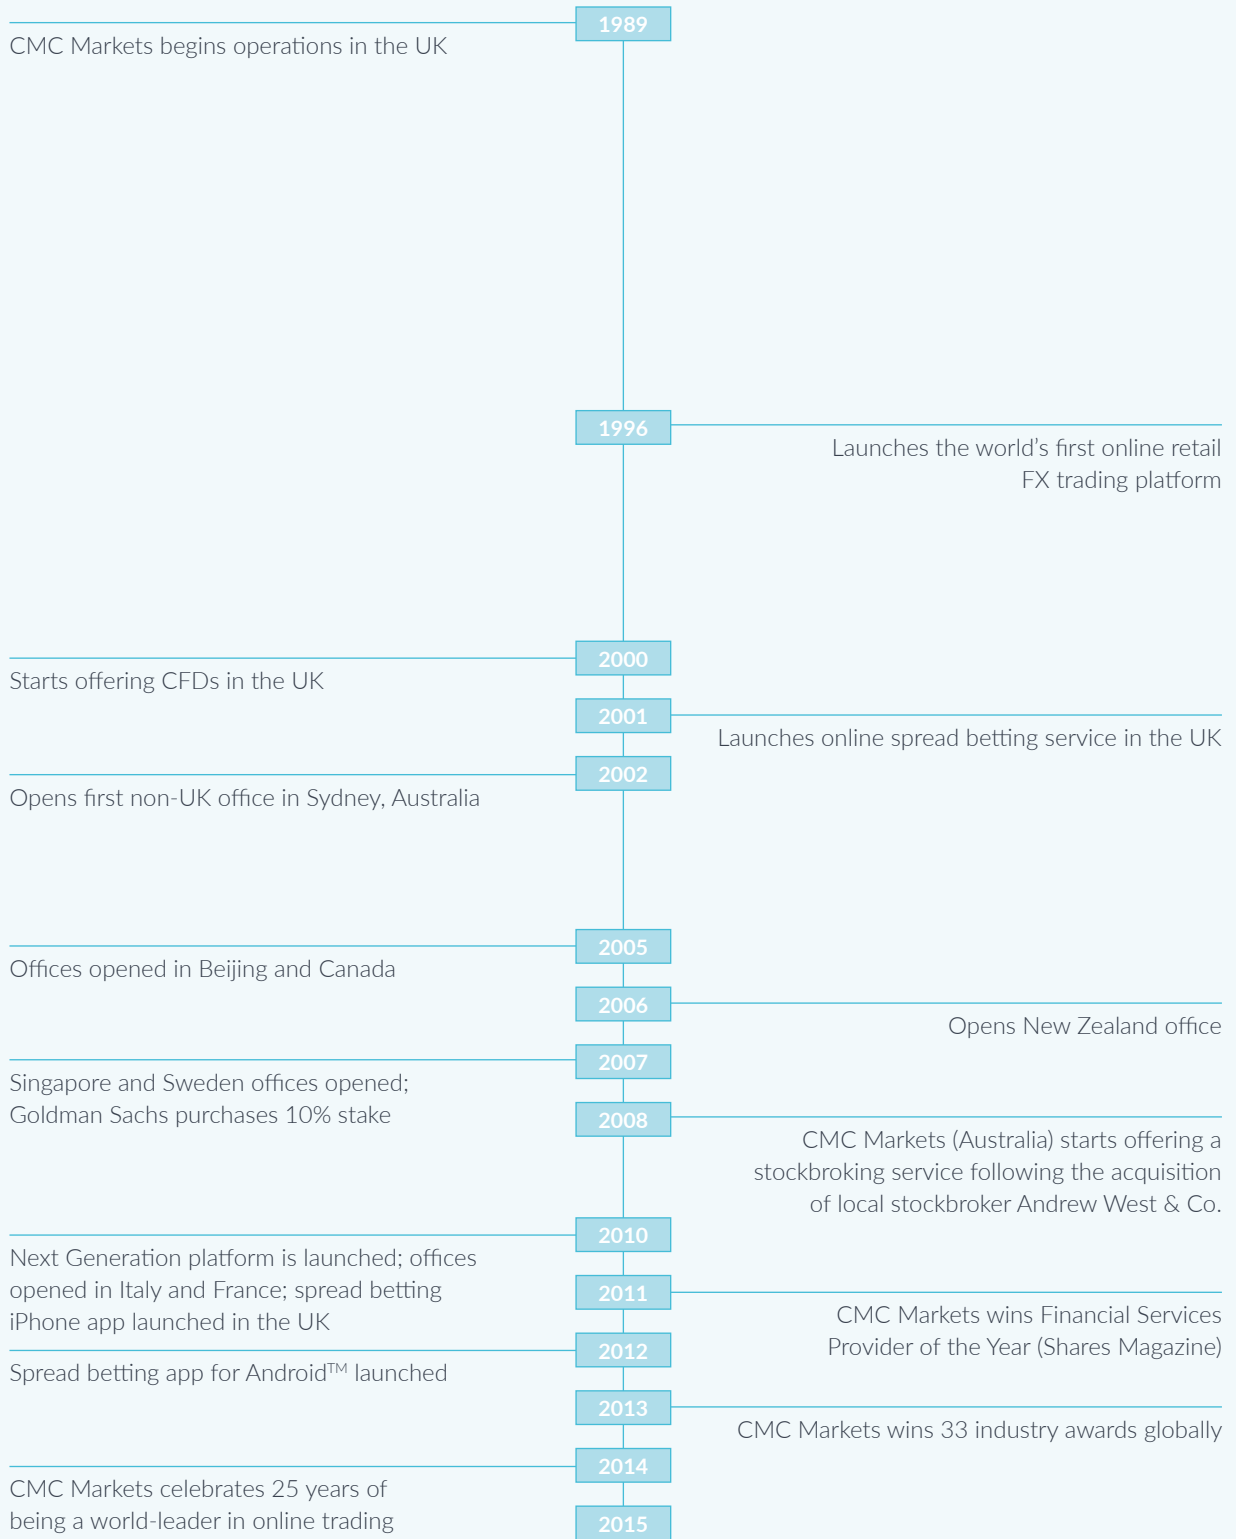 1989
CMC Markets begins operations in the UK
1996
Launches the world’s first online retail
FX trading platform
2000
Starts offering CFDs in the UK
2001
Launches online spread betting service in the UK
2002
Opens first non-UK office in Sydney, Australia
2005
Offices opened in Beijing and Canada
2006
Opens New Zealand office
2007
Singapore and Sweden offices opened;
Goldman Sachs purchases 10% stake
2008
CMC Markets (Australia) starts offering a
stockbroking service following the acquisition
of local stockbroker Andrew West & Co.
2010
Next Generation platform is launched; offices
opened in Italy and France; spread betting
iPhone app launched in the UK
2011
CMC Markets wins Financial Services
Provider of the Year (Shares Magazine)
2012
Spread betting app for Android™ launched
2013
CMC Markets wins 33 industry awards globally
2014
CMC Markets celebrates 25 years of
being a world-leader in online trading
2015